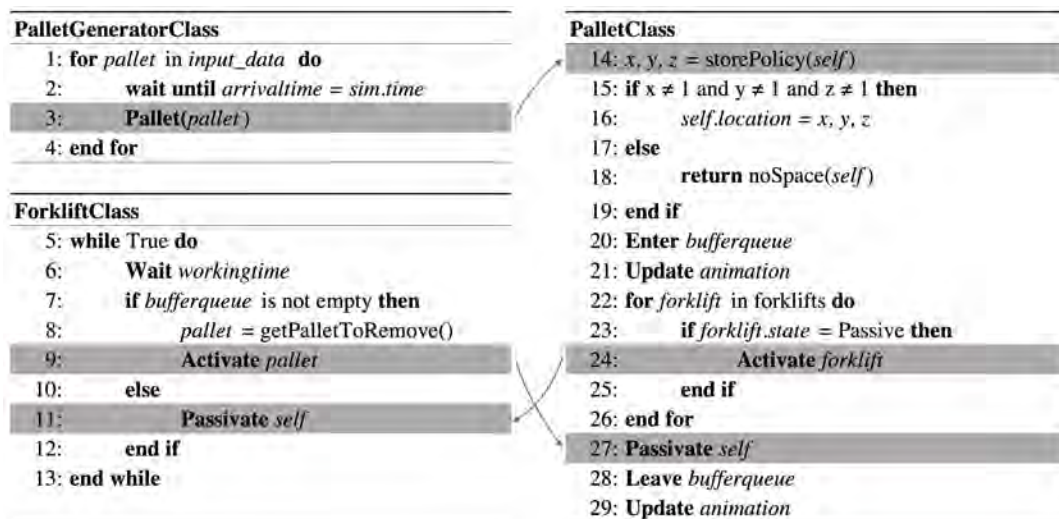 PalletGeneratorClass
1: for pallet in input_data do
2: wait until arrivaltime = sim.time
3: Pallet(pallet)
4: end for
ForkliftClass
5: while True do
6: Wait workingtime
7: if bufferqueue is not empty then
8: pallet = getPalletToRemove()
9: Activate pallet
10: else
11: Passivate self
12: end if
13: end while
PalletClass
14: x, y, z = storePolicy(self)
15: if x ≠ 1 and y ≠ 1 and z ≠ 1 then
16: self.location = x, y, z
17: else
18: return noSpace(self)
19: end if
20: Enter bufferqueue
21: Update animation
22: for forklift in forklifts do
23: if forklift.state = Passive then
24: Activate forklift
25: end if
26: end for
27: Passivate self
28: Leave bufferqueue
29: Update animation